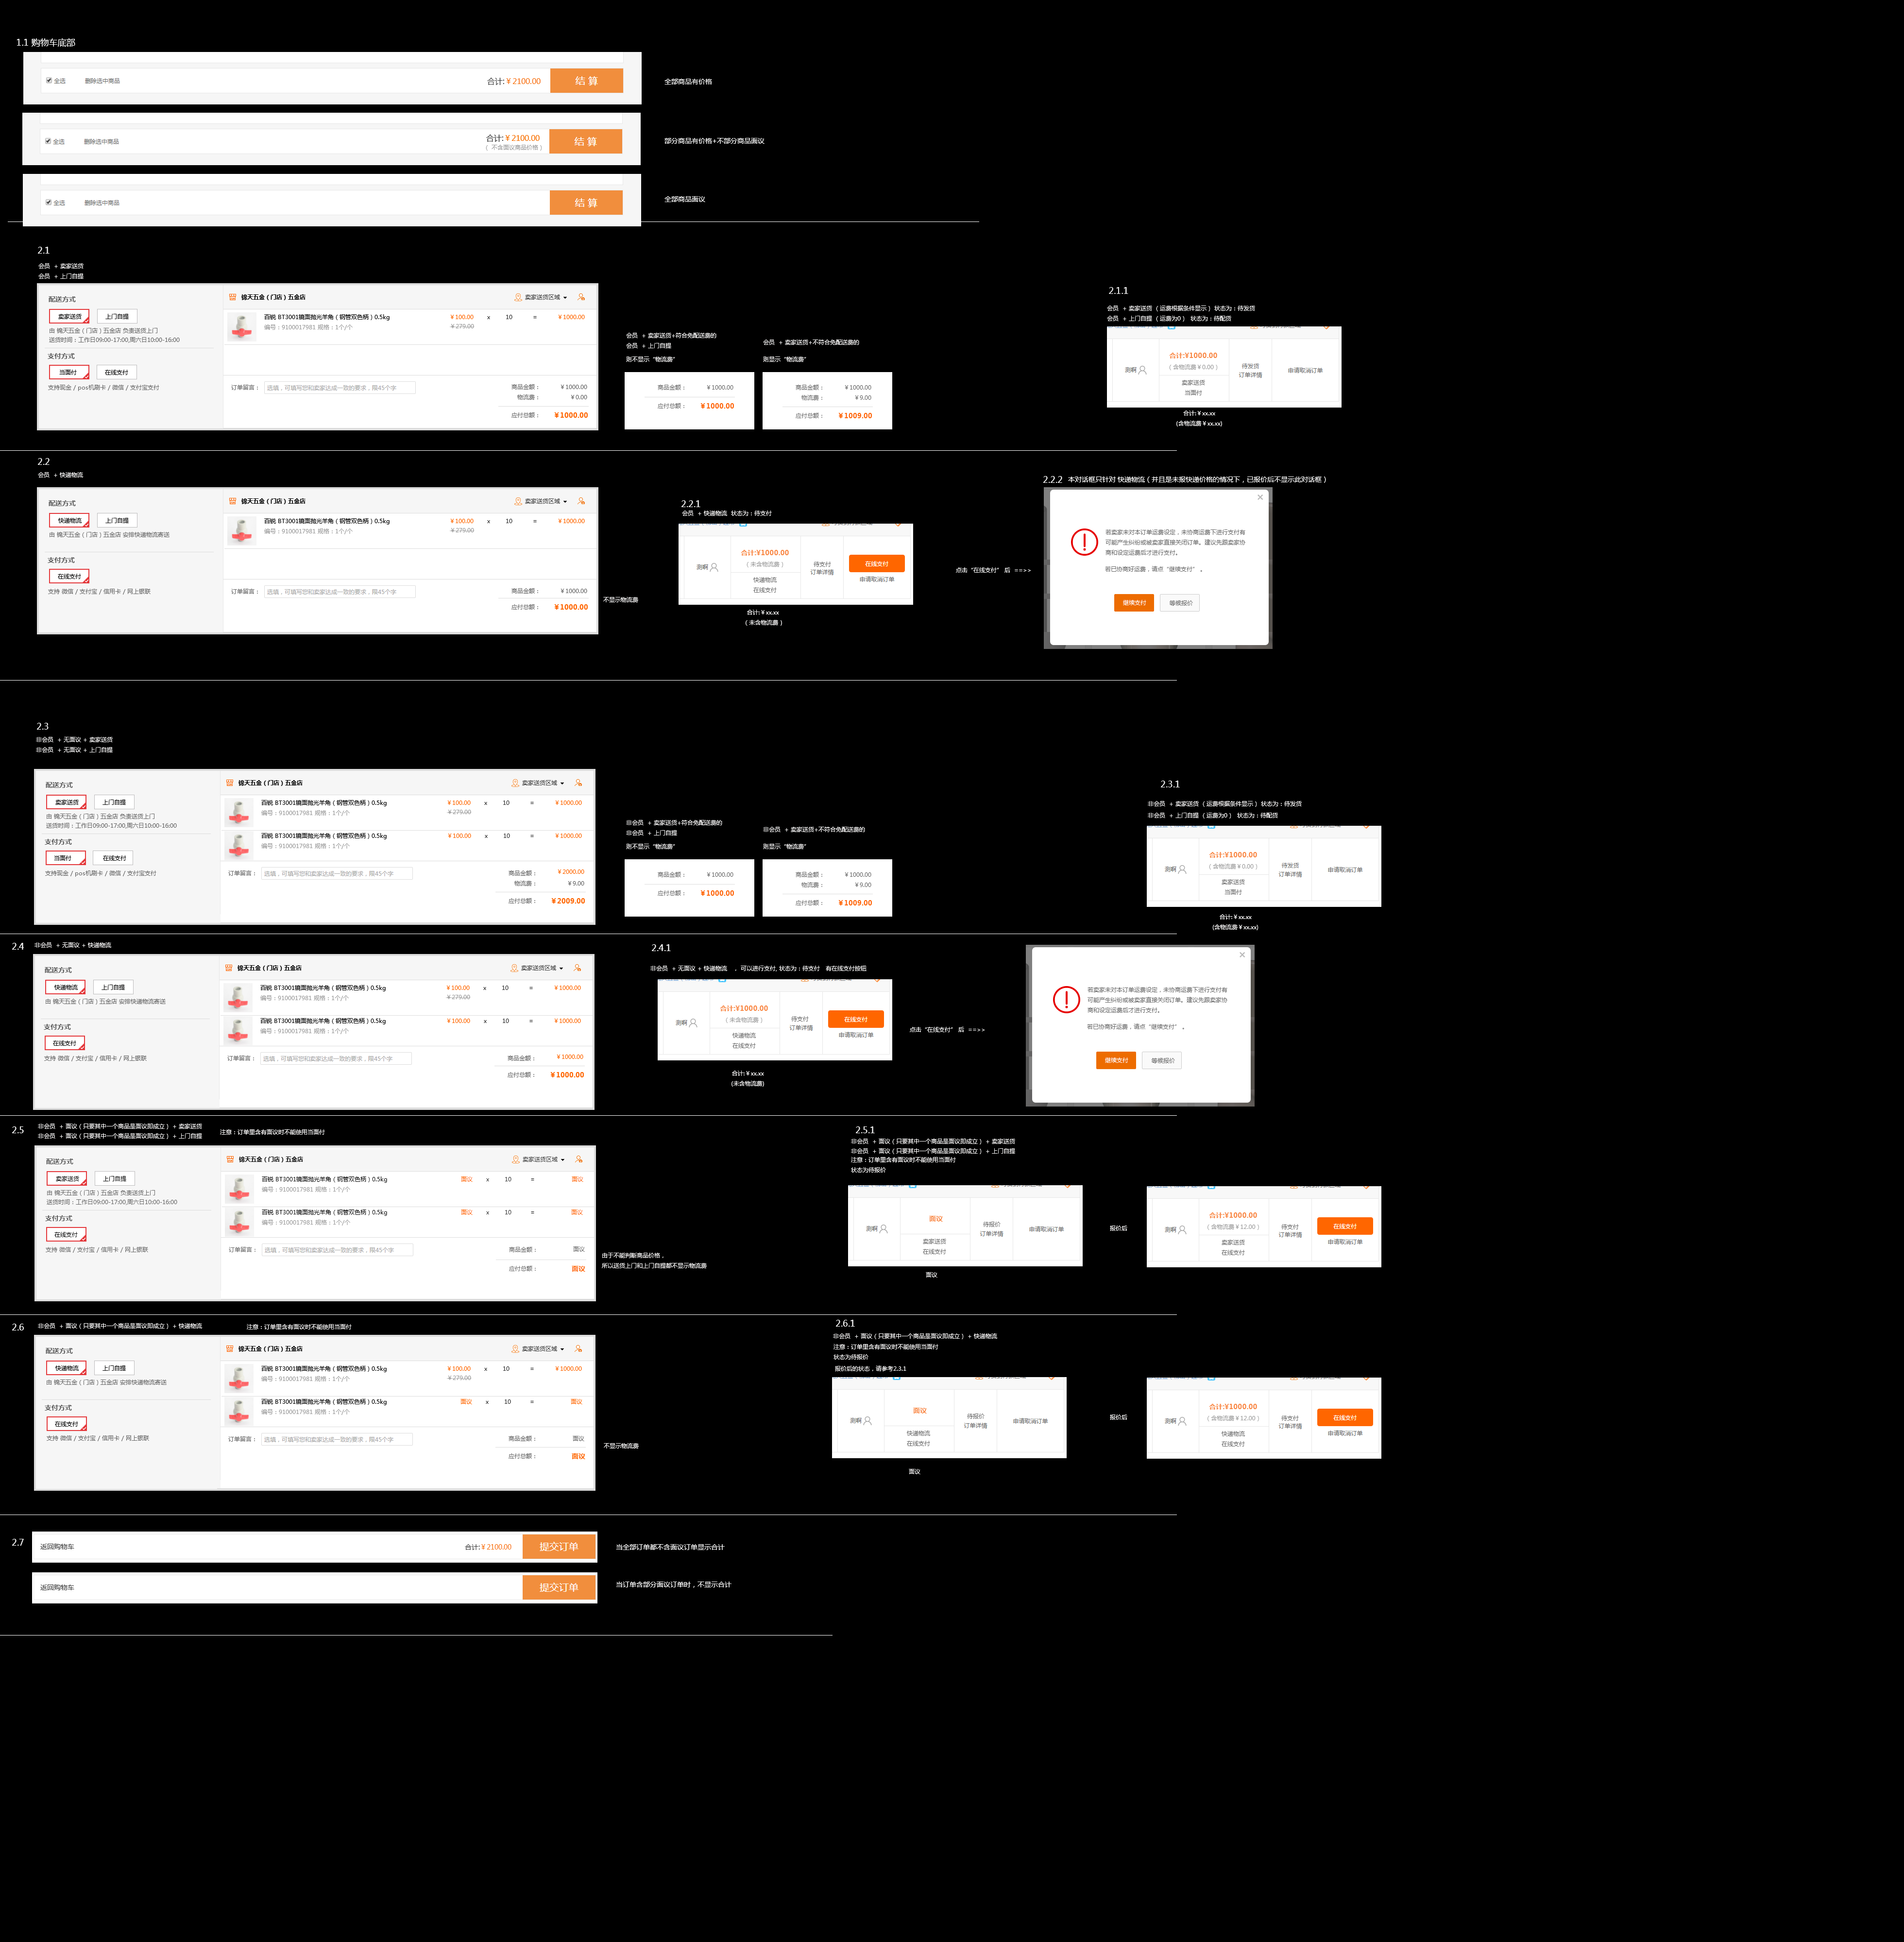 1.1 购物车底部
全选 删除选中商品 合计: ¥ 2100.00 结 算
全部商品有价格
全选 删除选中商品 合计: ¥ 2100.00 结 算
( 不含面议商品价格 )
部分商品有价格+不部分商品面议
全选 删除选中商品 结 算
全部商品面议
2.1
会员 + 卖家送货
会员 + 上门自提
配送方式
卖家送货 上门自提
由 锦天五金 ( 门店 ) 五金店 负责送货上门
送货时间：工作日09:00-17:00,周六日10:00-16:00
支付方式
当面付 在线支付
支持现金 / pos机刷卡 / 微信 / 支付宝支付
锦天五金 ( 门店 ) 五金店 卖家送货区域
百锐 BT3001镜面抛光羊角 ( 钢管双色柄 ) 0.5kg ¥ 100.00 x 10 = ¥ 1000.00
编号：9100017981 规格：1个/个 ¥ 279.00
订单留言： 选填，可填写您和卖家达成一致的要求，限45个字
商品金额： ¥ 1000.00
物流费： ¥ 0.00
应付总额： ¥ 1000.00
会员 + 卖家送货+符合免配送费的
会员 + 上门自提
则不显示 “物流费”
商品金额： ¥ 1000.00
应付总额： ¥ 1000.00
会员 + 卖家送货+不符合免配送费的
则显示 “物流费”
商品金额： ¥ 1000.00
物流费： ¥ 9.00
应付总额： ¥ 1009.00
2.1.1
会员 + 卖家送货 ( 运费根据条件显示 ) 状态为：待发货
会员 + 上门自提 ( 运费为0 ) 状态为：待配货
测啊
合计:¥1000.00
( 含物流费 ¥ 0.00 )
卖家送货
当面付
待发货
订单详情
申请取消订单
合计: ¥ xx.xx
(含物流费 ¥ xx.xx)
2.2
会员 + 快递物流
配送方式
快递物流 上门自提
由 锦天五金 ( 门店 ) 五金店 安排快递物流寄送
支付方式
在线支付
支持 微信 / 支付宝 / 信用卡 / 网上银联
锦天五金 ( 门店 ) 五金店 卖家送货区域
百锐 BT3001镜面抛光羊角 ( 钢管双色柄 ) 0.5kg ¥ 100.00 x 10 = ¥ 1000.00
编号：9100017981 规格：1个/个 ¥ 279.00
订单留言： 选填，可填写您和卖家达成一致的要求，限45个字
商品金额： ¥ 1000.00
应付总额： ¥ 1000.00
不显示物流费
2.2.1
会员 + 快递物流 状态为：待支付
测啊
合计:¥1000.00
( 未含物流费 )
快递物流
在线支付
待支付
订单详情
在线支付
申请取消订单
合计: ¥ xx.xx
( 未含物流费 )
点击 “在线支付” 后 ==>>
2.2.2 本对话框只针对 快递物流 ( 并且是未报快递价格的情况下，已报价后不显示此对话框 )
若卖家未对本订单运费设定，未协商运费下进行支付有
可能产生纠纷或被卖家直接关闭订单。建议先跟卖家协
商和设定运费后才进行支付。
若已协商好运费，请点 “继续支付” 。
继续支付 等候报价
2.3
非会员 + 无面议 + 卖家送货
非会员 + 无面议 + 上门自提
配送方式
卖家送货 上门自提
由 锦天五金 ( 门店 ) 五金店 负责送货上门
送货时间：工作日09:00-17:00,周六日10:00-16:00
支付方式
当面付 在线支付
支持现金 / pos机刷卡 / 微信 / 支付宝支付
锦天五金 ( 门店 ) 五金店 卖家送货区域
百锐 BT3001镜面抛光羊角 ( 钢管双色柄 ) 0.5kg ¥ 100.00 x 10 = ¥ 1000.00
编号：9100017981 规格：1个/个 ¥ 279.00
百锐 BT3001镜面抛光羊角 ( 钢管双色柄 ) 0.5kg ¥ 100.00 x 10 = ¥ 1000.00
编号：9100017981 规格：1个/个
订单留言： 选填，可填写您和卖家达成一致的要求，限45个字
商品金额： ¥ 2000.00
物流费： ¥ 9.00
应付总额： ¥ 2009.00
非会员 + 卖家送货+符合免配送费的
非会员 + 上门自提
则不显示 “物流费”
商品金额： ¥ 1000.00
应付总额： ¥ 1000.00
非会员 + 卖家送货+不符合免配送费的
则显示 “物流费”
商品金额： ¥ 1000.00
物流费： ¥ 9.00
应付总额： ¥ 1009.00
2.3.1
非会员 + 卖家送货 ( 运费根据条件显示 ) 状态为：待发货
非会员 + 上门自提 ( 运费为0 ) 状态为：待配货
测啊
合计:¥1000.00
( 含物流费 ¥ 0.00 )
卖家送货
当面付
待发货
订单详情
申请取消订单
合计: ¥ xx.xx
(含物流费 ¥ xx.xx)
2.4 非会员 + 无面议 + 快递物流
配送方式
快递物流 上门自提
由 锦天五金 ( 门店 ) 五金店 安排快递物流寄送
支付方式
在线支付
支持 微信 / 支付宝 / 信用卡 / 网上银联
锦天五金 ( 门店 ) 五金店 卖家送货区域
百锐 BT3001镜面抛光羊角 ( 钢管双色柄 ) 0.5kg ¥ 100.00 x 10 = ¥ 1000.00
编号：9100017981 规格：1个/个 ¥ 279.00
百锐 BT3001镜面抛光羊角 ( 钢管双色柄 ) 0.5kg ¥ 100.00 x 10 = ¥ 1000.00
编号：9100017981 规格：1个/个
订单留言： 选填，可填写您和卖家达成一致的要求，限45个字
商品金额： ¥ 1000.00
应付总额： ¥ 1000.00
2.4.1
非会员 + 无面议 + 快递物流 ，可以进行支付, 状态为：待支付 有在线支付按钮
测啊
合计:¥1000.00
( 未含物流费 )
快递物流
在线支付
待支付
订单详情
在线支付
申请取消订单
合计: ¥ xx.xx
(未含物流费)
点击 “在线支付” 后 ==>>
若卖家未对本订单运费设定，未协商运费下进行支付有
可能产生纠纷或被卖家直接关闭订单。建议先跟卖家协
商和设定运费后才进行支付。
若已协商好运费，请点 “继续支付” 。
继续支付 等候报价
2.5
非会员 + 面议 ( 只要其中一个商品是面议即成立 ) + 卖家送货
非会员 + 面议 ( 只要其中一个商品是面议即成立 ) + 上门自提
注意：订单里含有面议时不能使用当面付
配送方式
卖家送货 上门自提
由 锦天五金 ( 门店 ) 五金店 负责送货上门
送货时间：工作日09:00-17:00,周六日10:00-16:00
支付方式
在线支付
支持 微信 / 支付宝 / 信用卡 / 网上银联
锦天五金 ( 门店 ) 五金店 卖家送货区域
百锐 BT3001镜面抛光羊角 ( 钢管双色柄 ) 0.5kg 面议 x 10 = 面议
编号：9100017981 规格：1个/个
百锐 BT3001镜面抛光羊角 ( 钢管双色柄 ) 0.5kg 面议 x 10 = 面议
编号：9100017981 规格：1个/个
订单留言： 选填，可填写您和卖家达成一致的要求，限45个字
商品金额： 面议
应付总额： 面议
由于不能判断商品价格，
所以送货上门和上门自提都不显示物流费
2.5.1
非会员 + 面议 ( 只要其中一个商品是面议即成立 ) + 卖家送货
非会员 + 面议 ( 只要其中一个商品是面议即成立 ) + 上门自提
注意：订单里含有面议时不能使用当面付
状态为待报价
测啊
面议
卖家送货
在线支付
待报价
订单详情
申请取消订单
面议
报价后
测啊
合计:¥1000.00
( 含物流费 ¥ 12.00 )
卖家送货
在线支付
待支付
订单详情
在线支付
申请取消订单
2.6 非会员 + 面议 ( 只要其中一个商品是面议即成立 ) + 快递物流 注意：订单里含有面议时不能使用当面付
配送方式
快递物流 上门自提
由 锦天五金 ( 门店 ) 五金店 安排快递物流寄送
支付方式
在线支付
支持 微信 / 支付宝 / 信用卡 / 网上银联
锦天五金 ( 门店 ) 五金店 卖家送货区域
百锐 BT3001镜面抛光羊角 ( 钢管双色柄 ) 0.5kg ¥ 100.00 x 10 = ¥ 1000.00
编号：9100017981 规格：1个/个 ¥ 279.00
百锐 BT3001镜面抛光羊角 ( 钢管双色柄 ) 0.5kg 面议 x 10 = 面议
编号：9100017981 规格：1个/个
订单留言： 选填，可填写您和卖家达成一致的要求，限45个字
商品金额： 面议
应付总额： 面议
不显示物流费
2.6.1
非会员 + 面议 ( 只要其中一个商品是面议即成立 ) + 快递物流
注意：订单里含有面议时不能使用当面付
状态为待报价
报价后的状态，请参考2.3.1
测啊
面议
快递物流
在线支付
待报价
订单详情
申请取消订单
面议
报价后
测啊
合计:¥1000.00
( 含物流费 ¥ 12.00 )
快递物流
在线支付
待支付
订单详情
在线支付
申请取消订单
2.7
返回购物车 合计: ¥ 2100.00 提交订单
当全部订单都不含面议订单显示合计
返回购物车 提交订单
当订单含部分面议订单时，不显示合计